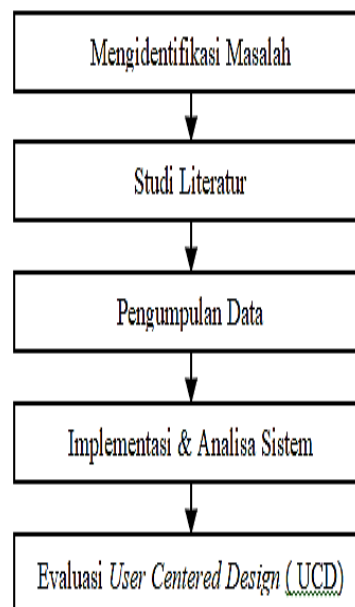 Mengidentifikasi Masalah
Studi Literatur
Pengumpulan Data
Implementasi & Analisa Sistem
Evaluasi User Centered Design ( UCD)